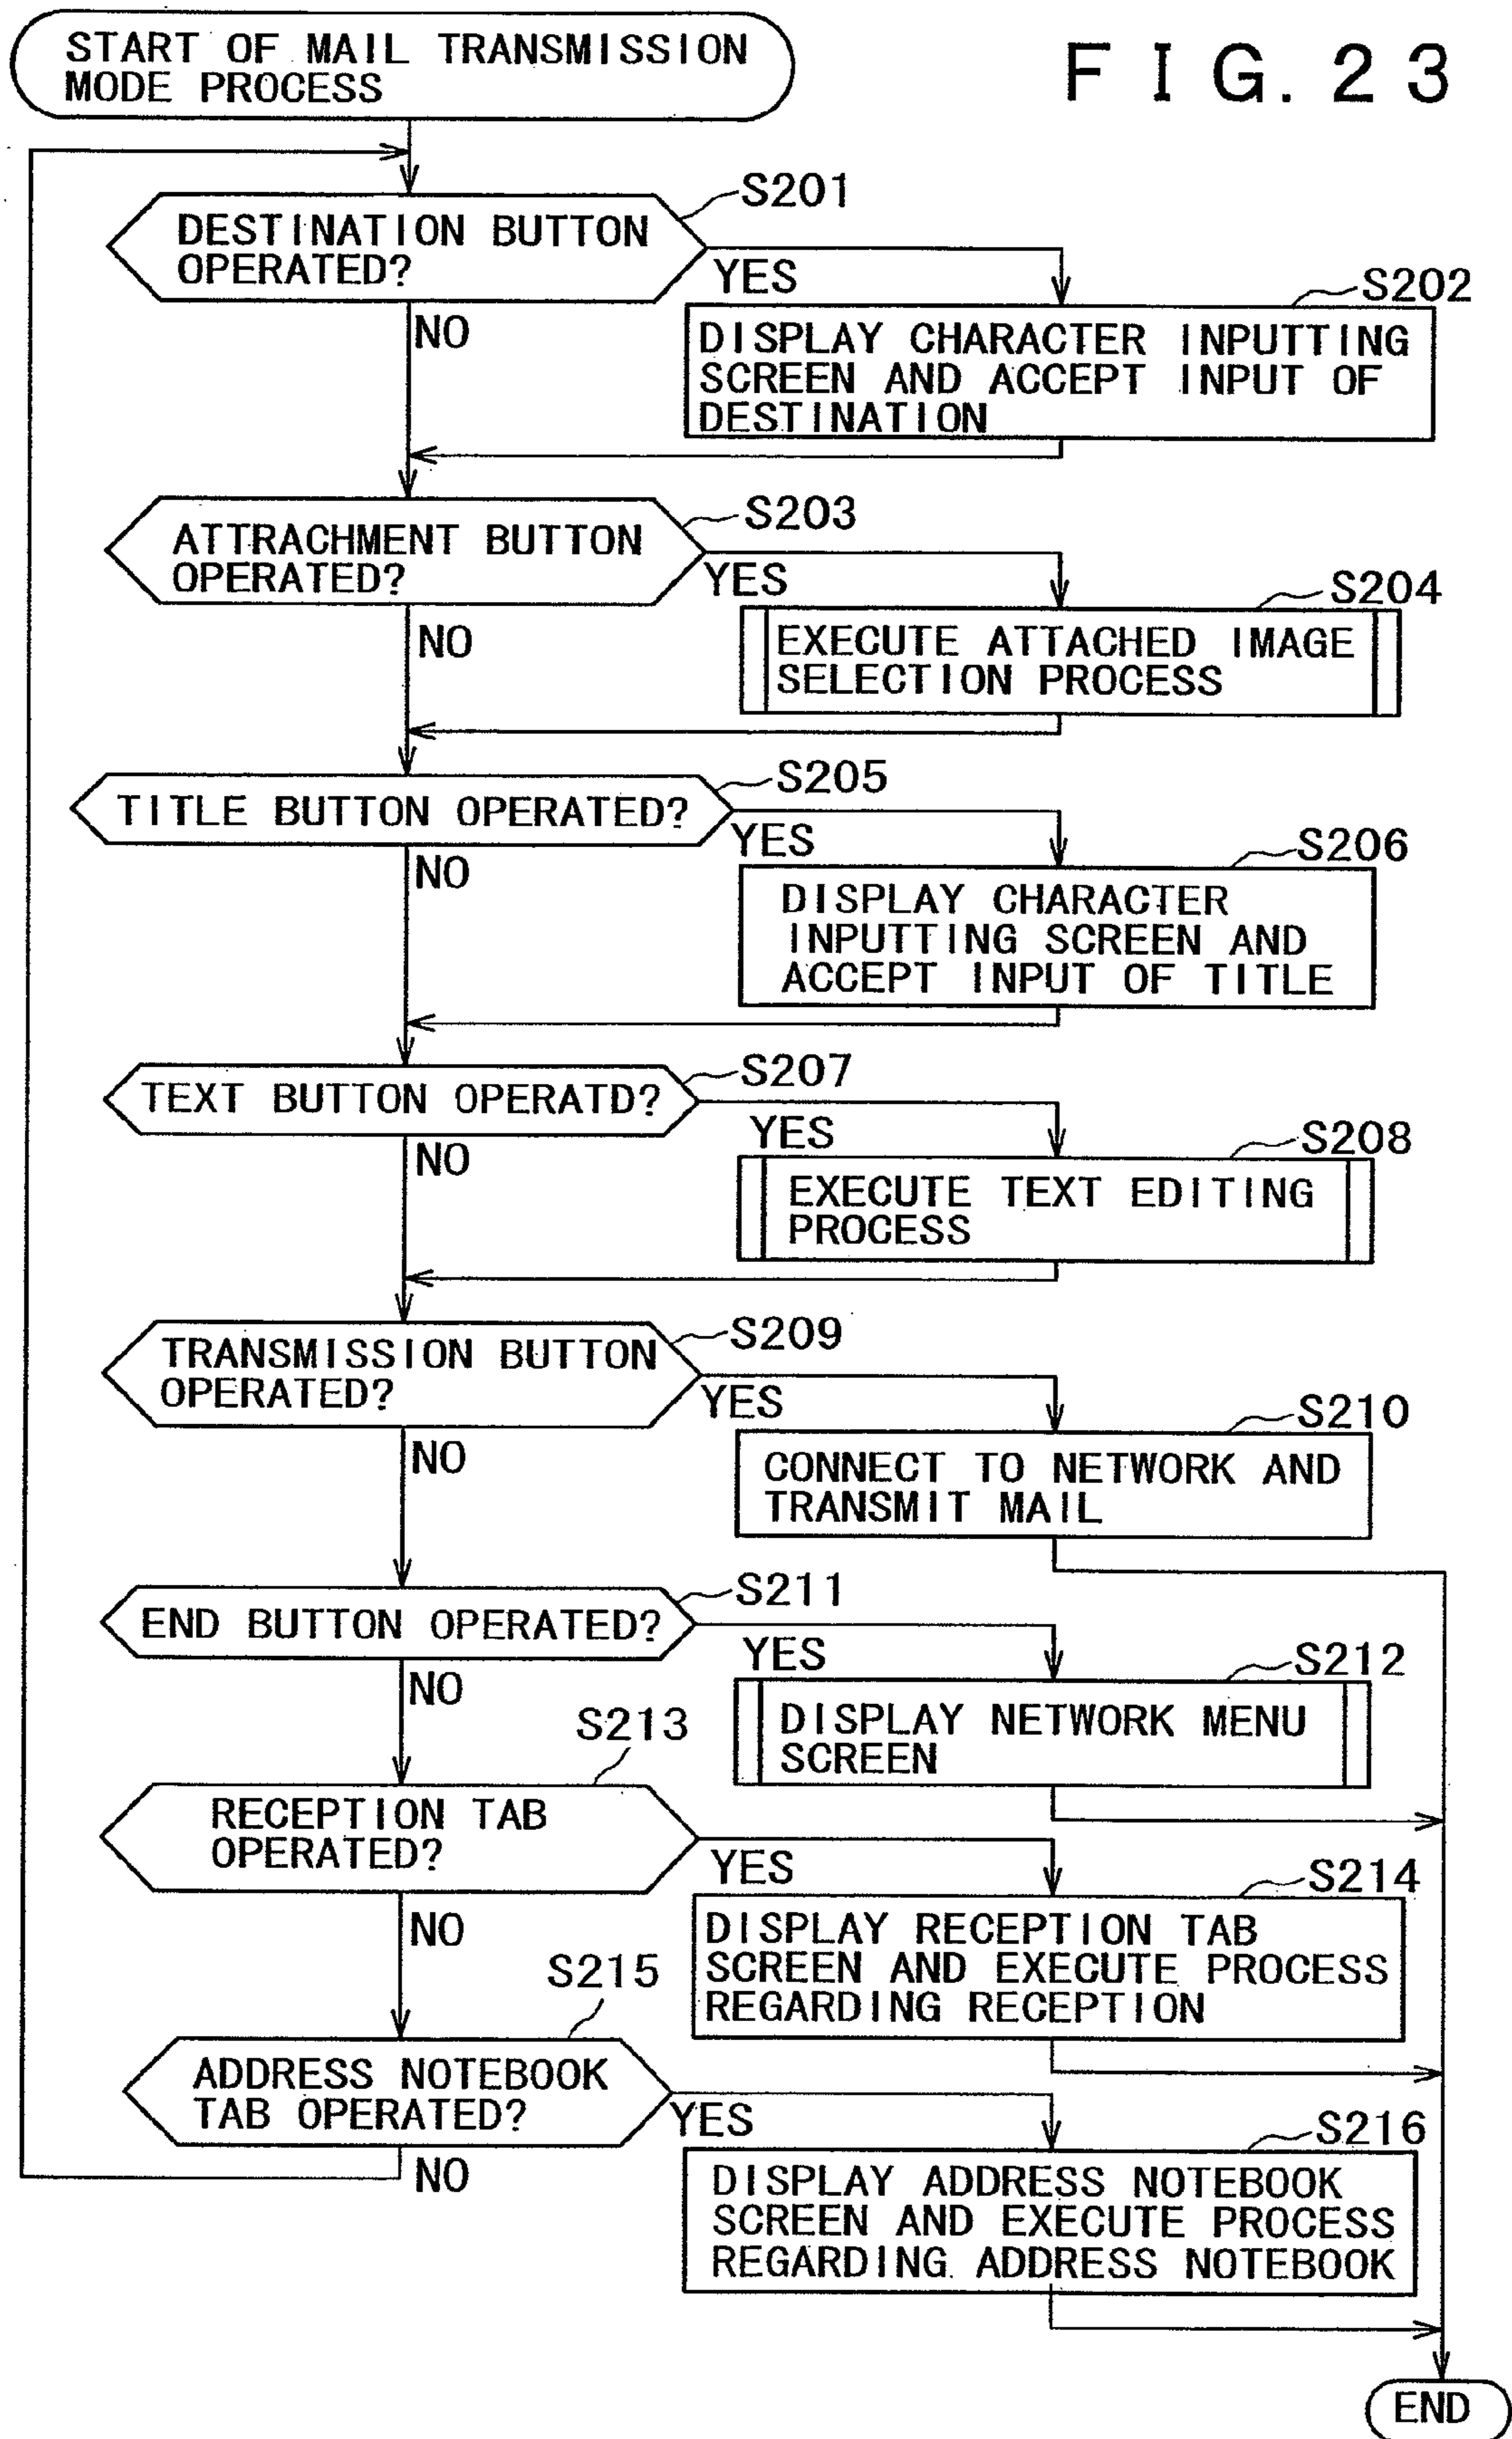 START OF MAIL TRANSMISSION
MODE PROCESS
FIG. 23
S201
DESTINATION BUTTON
OPERATED?
YES
NO
S202
DISPLAY CHARACTER INPUTTING
SCREEN AND ACCEPT INPUT OF
DESTINATION
S203
ATTRACHMENT BUTTON
OPERATED?
YES
NO
S204
EXECUTE ATTACHED IMAGE
SELECTION PROCESS
S205
TITLE BUTTON OPERATED?
YES
NO
S206
DISPLAY CHARACTER
INPUTTING SCREEN AND
ACCEPT INPUT OF TITLE
S207
TEXT BUTTON OPERATD?
YES
NO
S208
EXECUTE TEXT EDITING
PROCESS
S209
TRANSMISSION BUTTON
OPERATED?
YES
NO
S210
CONNECT TO NETWORK AND
TRANSMIT MAIL
S211
END BUTTON OPERATED?
YES
NO
S212
DISPLAY NETWORK MENU
SCREEN
S213
RECEPTION TAB
OPERATED?
YES
NO
S214
DISPLAY RECEPTION TAB
SCREEN AND EXECUTE PROCESS
REGARDING RECEPTION
S215
ADDRESS NOTEBOOK
TAB OPERATED?
YES
NO
S216
DISPLAY ADDRESS NOTEBOOK
SCREEN AND EXECUTE PROCESS
REGARDING ADDRESS NOTEBOOK
END